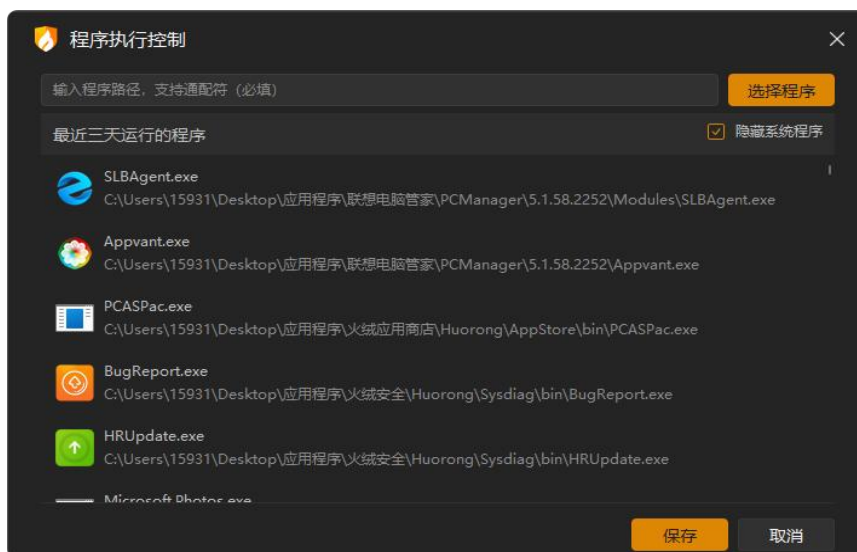 程序执行控制
输入程序路径，支持通配符（必填）
选择程序
最近三天运行的程序
隐藏系统程序
SLBAgent.exe
C:\Users\15931\Desktop\应用程序\联想电脑管家\PCManager\5.1.58.2252\Modules\SLBAgent.exe
Appvant.exe
C:\Users\15931\Desktop\应用程序\联想电脑管家\PCManager\5.1.58.2252\Appvant.exe
PCASPac.exe
C:\Users\15931\Desktop\应用程序\火绒应用商店\Huorong\AppStore\bin\PCASPac.exe
BugReport.exe
C:\Users\15931\Desktop\应用程序\火绒安全\Huorong\Sysdiag\bin\BugReport.exe
HRUpdate.exe
C:\Users\15931\Desktop\应用程序\火绒安全\Huorong\Sysdiag\bin\HRUpdate.exe
Microsoft.Photos.exe
保存
取消